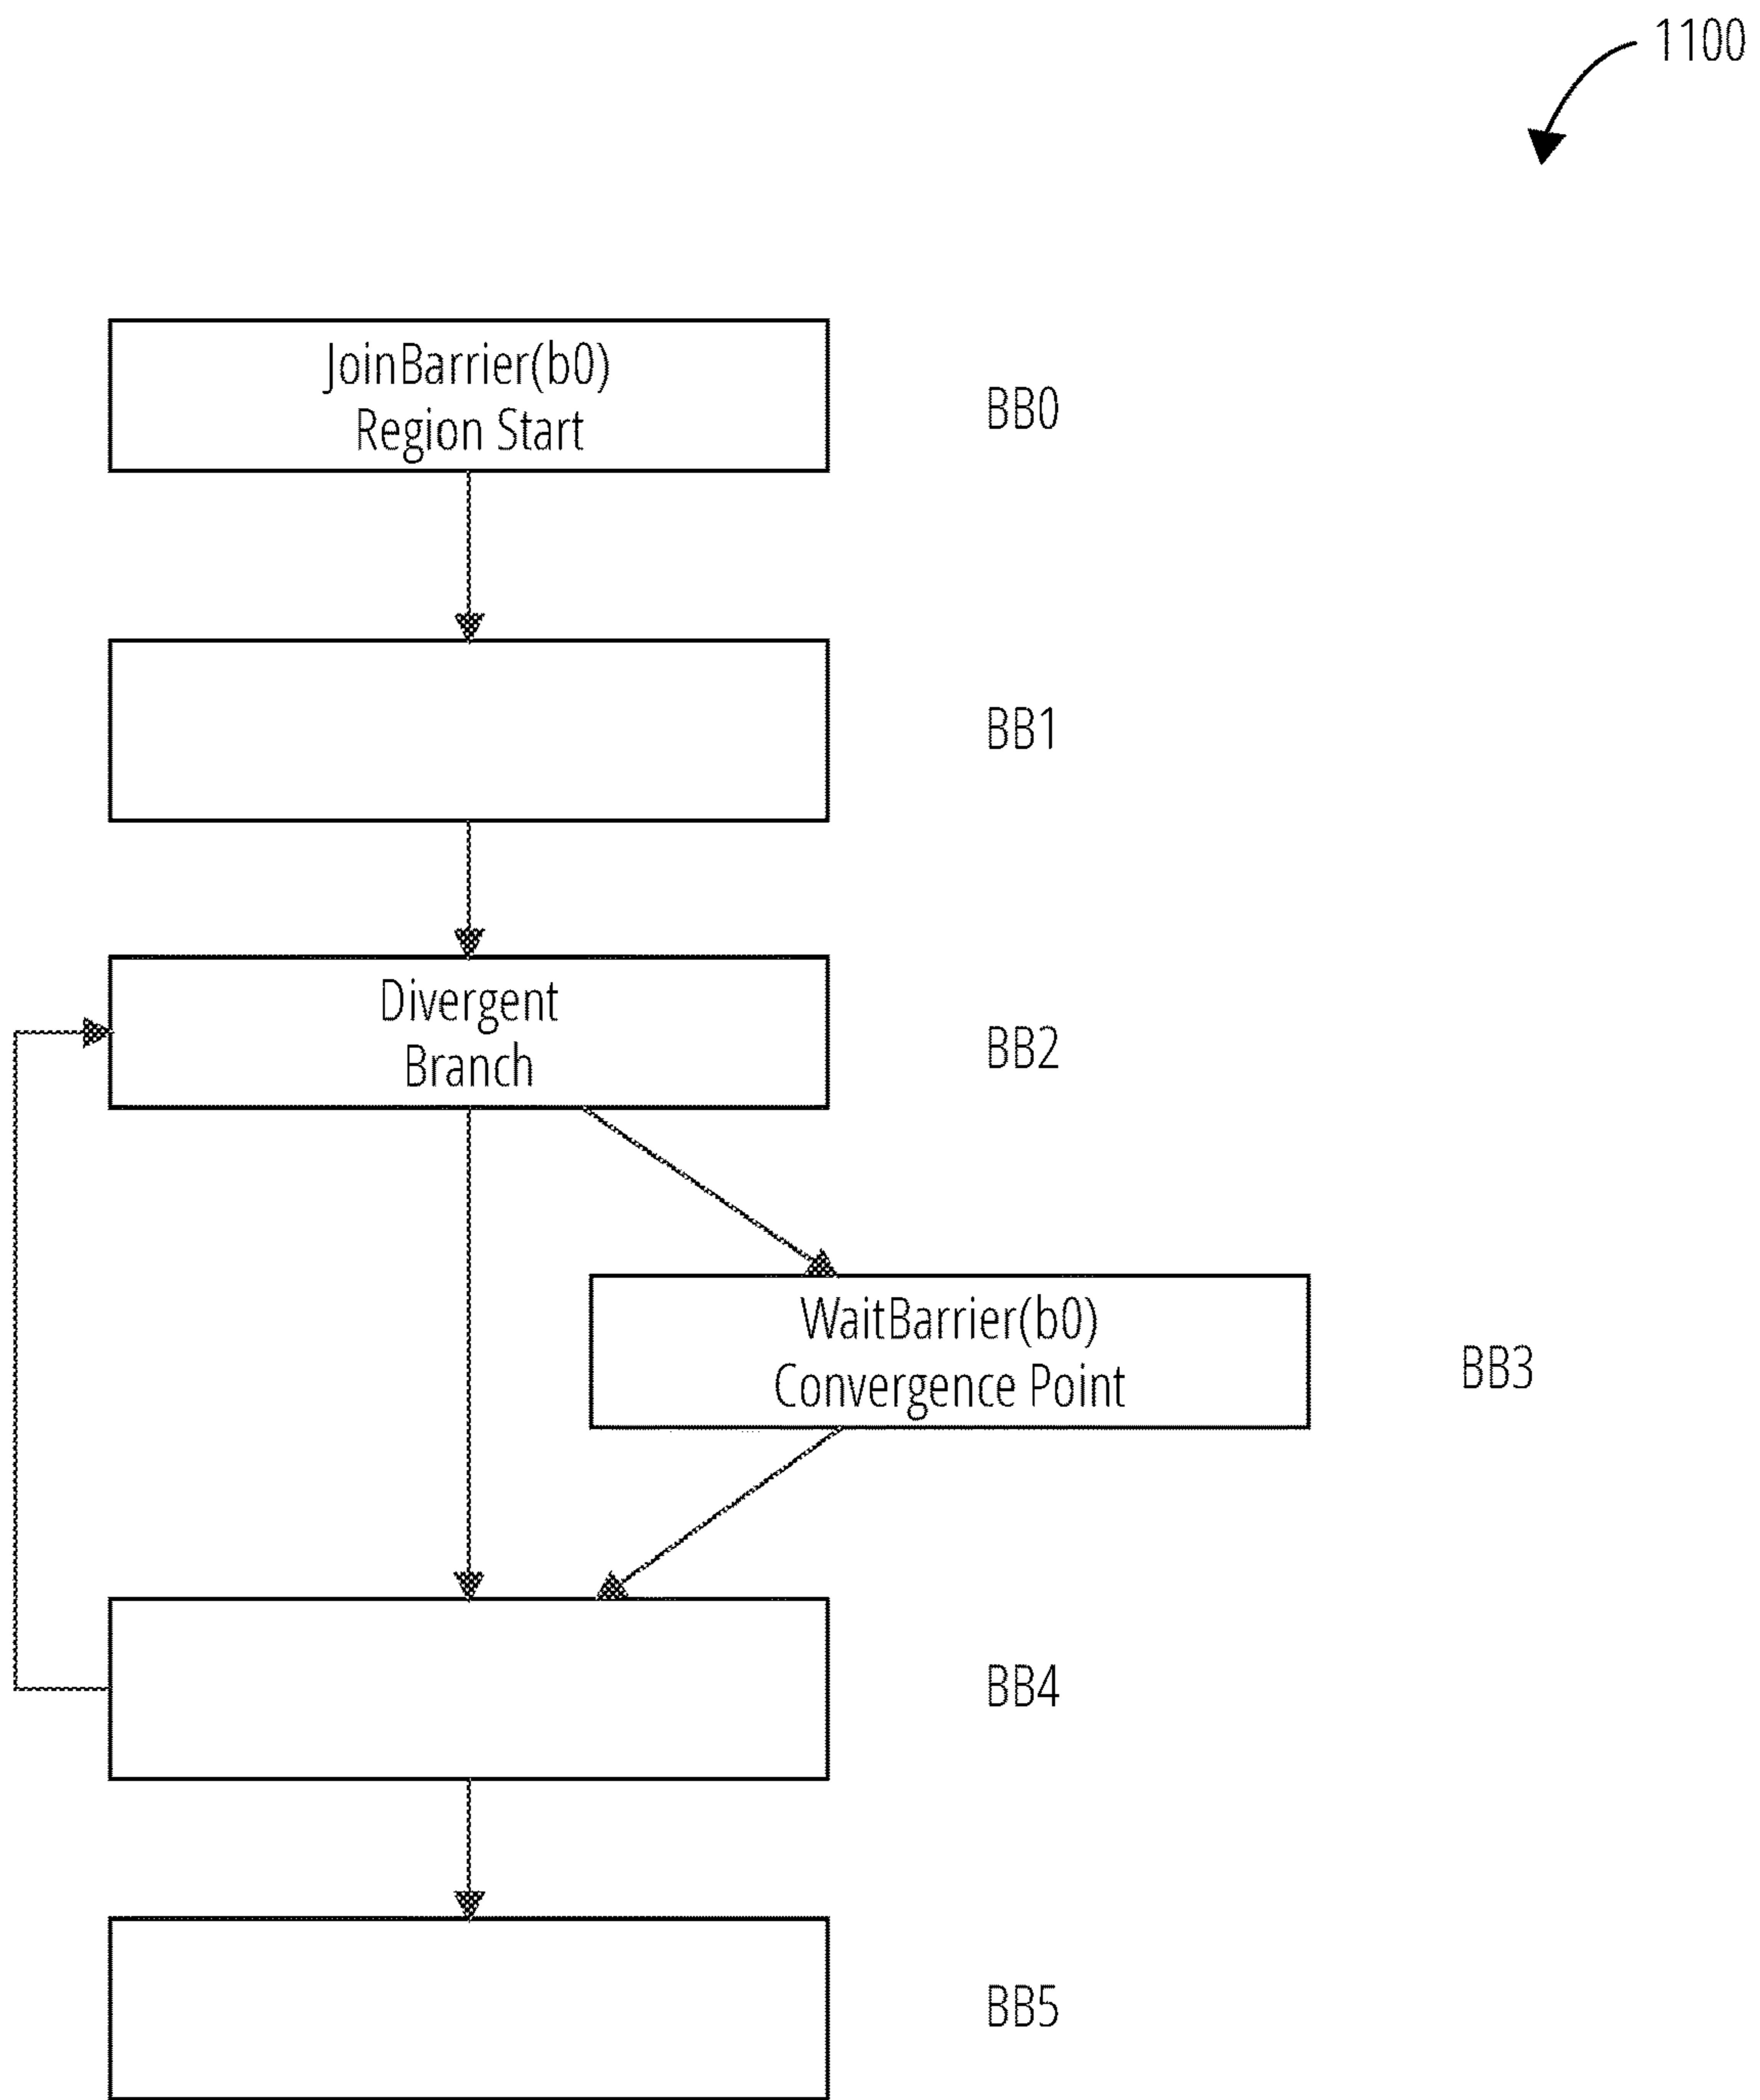 1100
JoinBarrier(b0)
Region Start
BB0
BB1
Divergent
Branch
BB2
WaitBarrier(b0)
Convergence Point
BB3
BB4
BB5